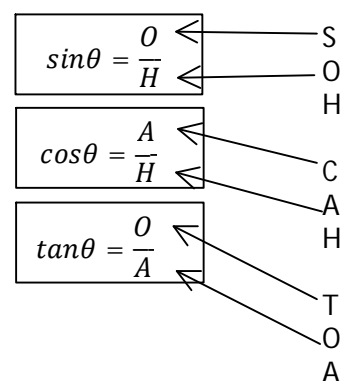 sinθ = O/H
S
O
H
cosθ = A/H
C
A
H
tanθ = O/A
T
O
A